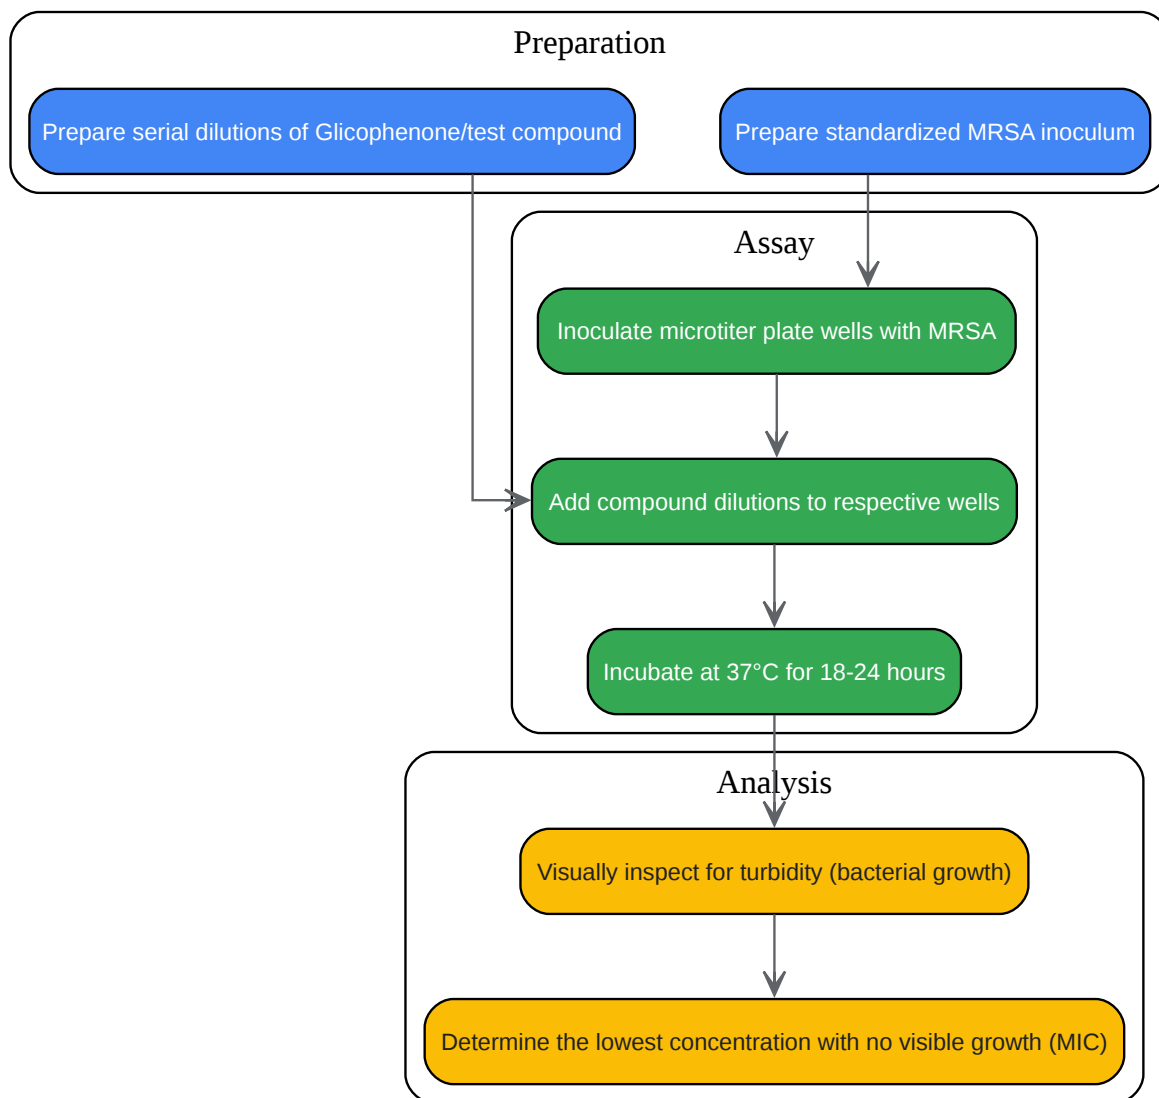 Preparation
Prepare serial dilutions of Glicophenone/test compound
Prepare standardized MRSA inoculum
Assay
Inoculate microtiter plate wells with MRSA
Add compound dilutions to respective wells
Incubate at 37°C for 18-24 hours
Analysis
Visually inspect for turbidity (bacterial growth)
Determine the lowest concentration with no visible growth (MIC)